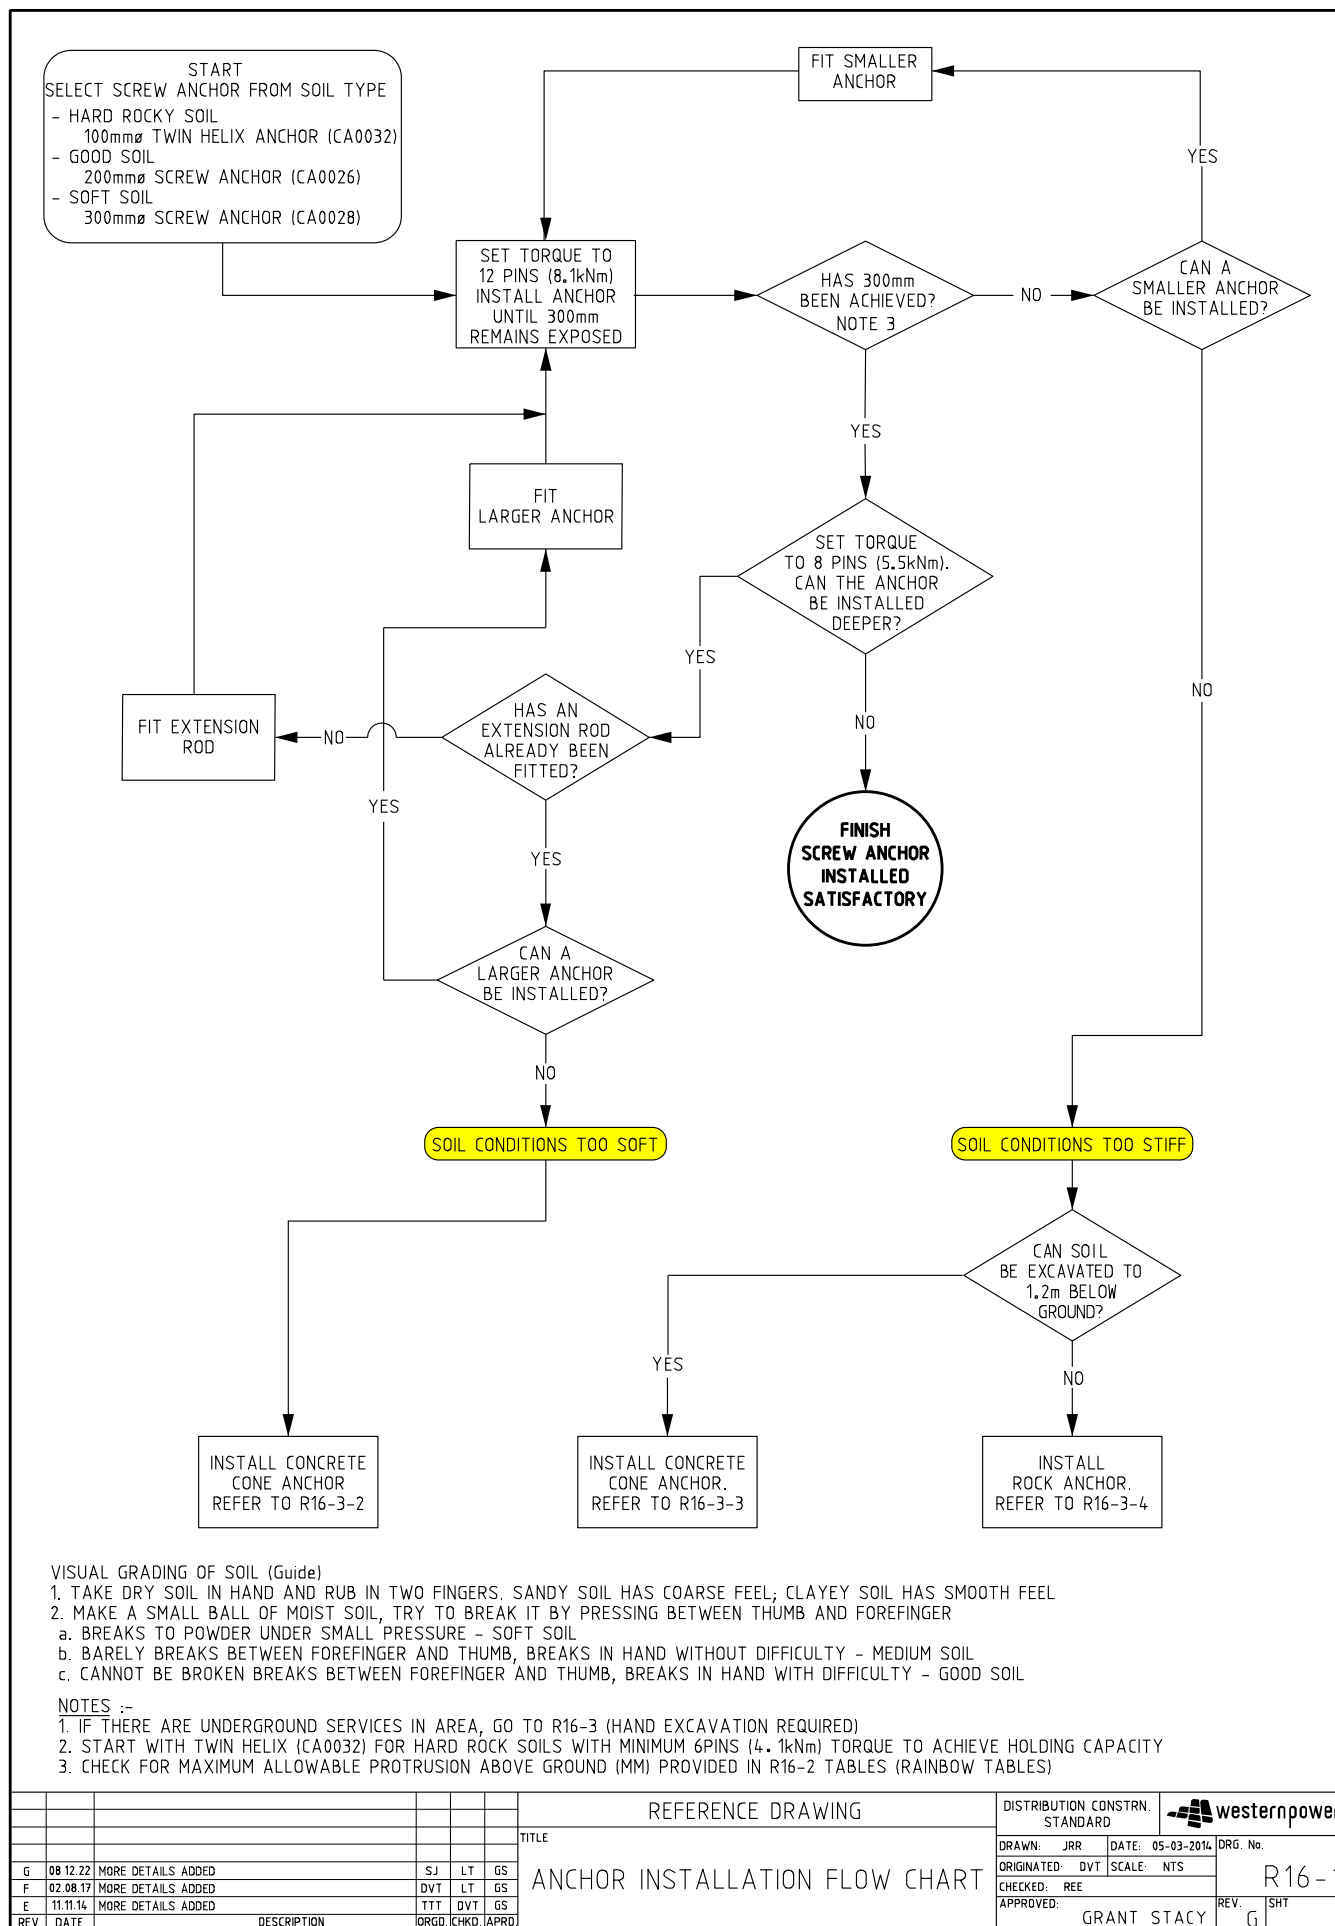 START
SELECT SCREW ANCHOR FROM SOIL TYPE
- HARD ROCKY SOIL
100mmø TWIN HELIX ANCHOR (CA0032)
- GOOD SOIL
200mmø SCREW ANCHOR (CA0026)
- SOFT SOIL
300mmø SCREW ANCHOR (CA0028)
FIT SMALLER
ANCHOR
YES
SET TORQUE TO
12 PINS (8.1kNm)
INSTALL ANCHOR
UNTIL 300mm
REMAINS EXPOSED
HAS 300mm
BEEN ACHIEVED?
NOTE 3
NO
CAN A
SMALLER ANCHOR
BE INSTALLED?
YES
FIT
LARGER ANCHOR
SET TORQUE
TO 8 PINS (5.5kNm).
CAN THE ANCHOR
BE INSTALLED
DEEPER?
YES
NO
NO
FIT EXTENSION
ROD
NO
HAS AN
EXTENSION ROD
ALREADY BEEN
FITTED?
YES
YES
FINISH
SCREW ANCHOR
INSTALLED
SATISFACTORY
CAN A
LARGER ANCHOR
BE INSTALLED?
NO
SOIL CONDITIONS TOO SOFT
SOIL CONDITIONS TOO STIFF
CAN SOIL
BE EXCAVATED TO
1.2m BELOW
GROUND?
YES
NO
INSTALL CONCRETE
CONE ANCHOR
REFER TO R16-3-2
INSTALL CONCRETE
CONE ANCHOR.
REFER TO R16-3-3
INSTALL
ROCK ANCHOR.
REFER TO R16-3-4
VISUAL GRADING OF SOIL (Guide)
1. TAKE DRY SOIL IN HAND AND RUB IN TWO FINGERS. SANDY SOIL HAS COARSE FEEL; CLAYEY SOIL HAS SMOOTH FEEL
2. MAKE A SMALL BALL OF MOIST SOIL, TRY TO BREAK IT BY PRESSING BETWEEN THUMB AND FOREFINGER
a. BREAKS TO POWDER UNDER SMALL PRESSURE - SOFT SOIL
b. BARELY BREAKS BETWEEN FOREFINGER AND THUMB, BREAKS IN HAND WITHOUT DIFFICULTY - MEDIUM SOIL
c. CANNOT BE BROKEN BREAKS BETWEEN FOREFINGER AND THUMB, BREAKS IN HAND WITH DIFFICULTY - GOOD SOIL
NOTES :-
1. IF THERE ARE UNDERGROUND SERVICES IN AREA, GO TO R16-3 (HAND EXCAVATION REQUIRED)
2. START WITH TWIN HELIX (CA0032) FOR HARD ROCK SOILS WITH MINIMUM 6PINS (4.1kNm) TORQUE TO ACHIEVE HOLDING CAPACITY
3. CHECK FOR MAXIMUM ALLOWABLE PROTRUSION ABOVE GROUND (MM) PROVIDED IN R16-2 TABLES (RAINBOW TABLES)
G 08 12.22 MORE DETAILS ADDED SJ LT GS
F 02.08.17 MORE DETAILS ADDED DVT LT GS
E 11.11.14 MORE DETAILS ADDED TTT DVT GS
REV DATE DESCRIPTION ORGD. CHKD. APRD.
REFERENCE DRAWING
TITLE
ANCHOR INSTALLATION FLOW CHART
DISTRIBUTION CONSTRN.
STANDARD
westernpower
DRAWN: JRR DATE: 05-03-2014 DRG. No.
ORIGINATED: DVT SCALE: NTS
CHECKED: REE
R16-1
APPROVED:
GRANT STACY
REV. G
SHT